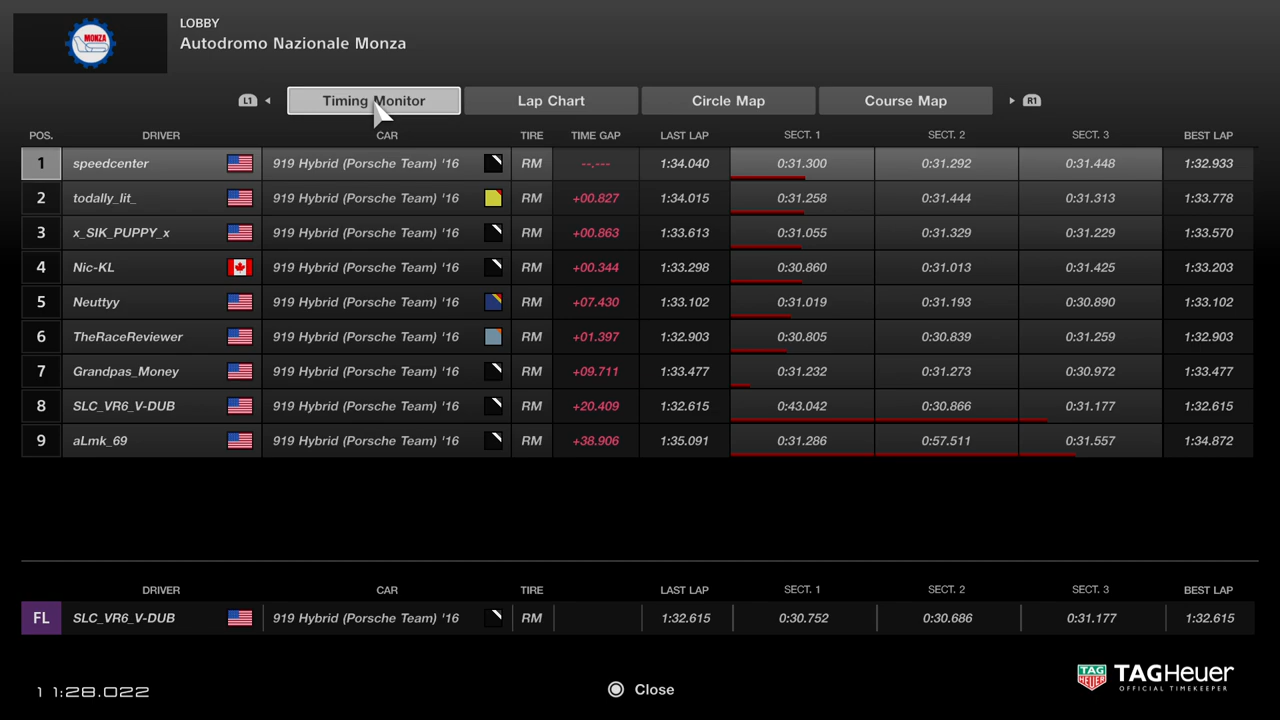 LOBBY
MONZA
Autodromo Nazionale Monza
L1 Timing Monitor Lap Chart Circle Map Course Map R1
POS. DRIVER CAR TIRE TIME GAP LAST LAP SECT. 1 SECT. 2 SECT. 3 BEST LAP
1 speedcenter 919 Hybrid (Porsche Team) '16 RM --.--- 1:34.040 0:31.300 0:31.292 0:31.448 1:32.933
2 todally_lit_ 919 Hybrid (Porsche Team) '16 RM +00.827 1:34.015 0:31.258 0:31.444 0:31.313 1:33.778
3 x_SIK_PUPPY_x 919 Hybrid (Porsche Team) '16 RM +00.863 1:33.613 0:31.055 0:31.329 0:31.229 1:33.570
4 Nic-KL 919 Hybrid (Porsche Team) '16 RM +00.344 1:33.298 0:30.860 0:31.013 0:31.425 1:33.203
5 Neuttyy 919 Hybrid (Porsche Team) '16 RM +07.430 1:33.102 0:31.019 0:31.193 0:30.890 1:33.102
6 TheRaceReviewer 919 Hybrid (Porsche Team) '16 RM +01.397 1:32.903 0:30.805 0:30.839 0:31.259 1:32.903
7 Grandpas_Money 919 Hybrid (Porsche Team) '16 RM +09.711 1:33.477 0:31.232 0:31.273 0:30.972 1:33.477
8 SLC_VR6_V-DUB 919 Hybrid (Porsche Team) '16 RM +20.409 1:32.615 0:43.042 0:30.866 0:31.177 1:32.615
9 aLmk_69 919 Hybrid (Porsche Team) '16 RM +38.906 1:35.091 0:31.286 0:57.511 0:31.557 1:34.872
DRIVER CAR TIRE LAST LAP SECT. 1 SECT. 2 SECT. 3 BEST LAP
FL SLC_VR6_V-DUB 919 Hybrid (Porsche Team) '16 RM 1:32.615 0:30.752 0:30.686 0:31.177 1:32.615
11:28.022
Close
TAG HEUER TAGHeuer
OFFICIAL TIMEKEEPER